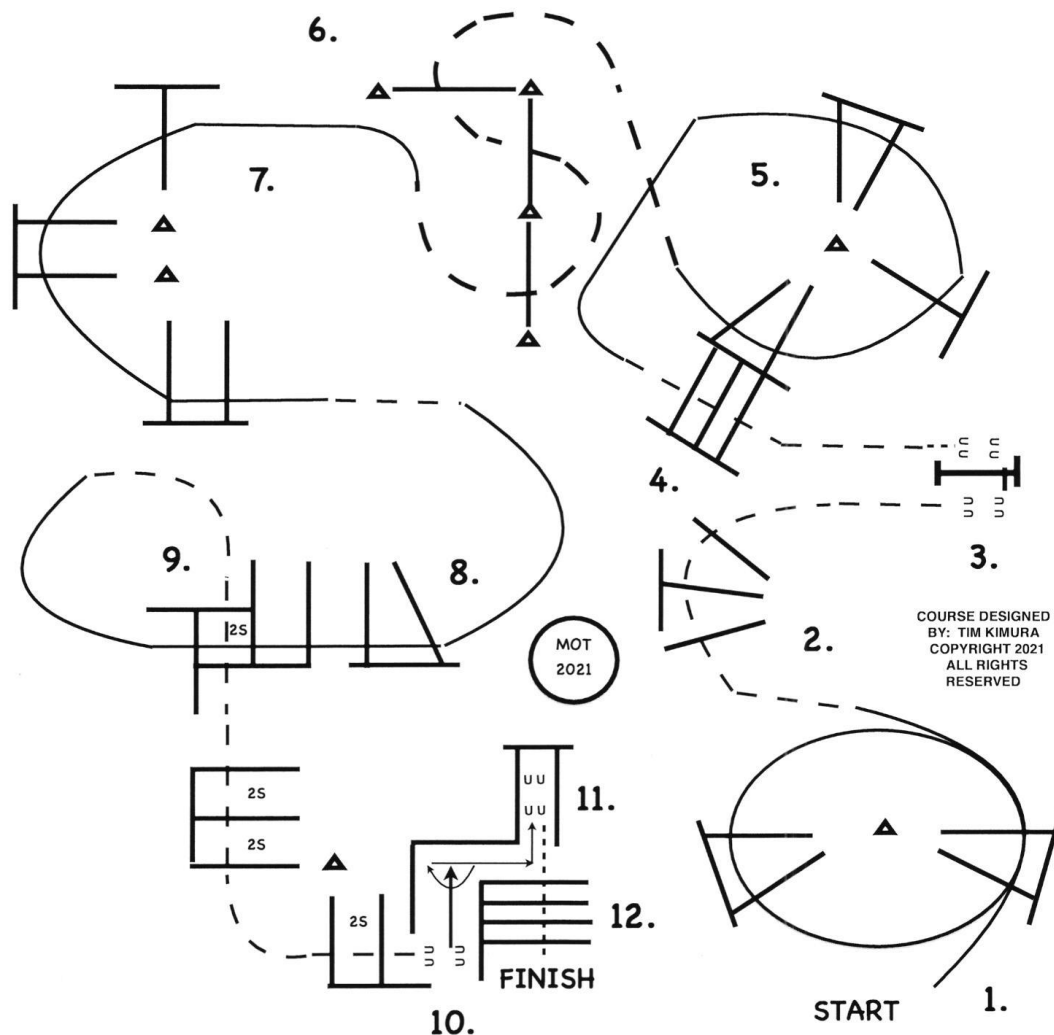 6.
7.
5.
4.
3.
9.
8.
2S
2.
MOT
2021
COURSE DESIGNED
BY: TIM KIMURA
COPYRIGHT 2021
ALL RIGHTS
RESERVED
2S
2S
11.
2S
12.
FINISH
10.
START
1.